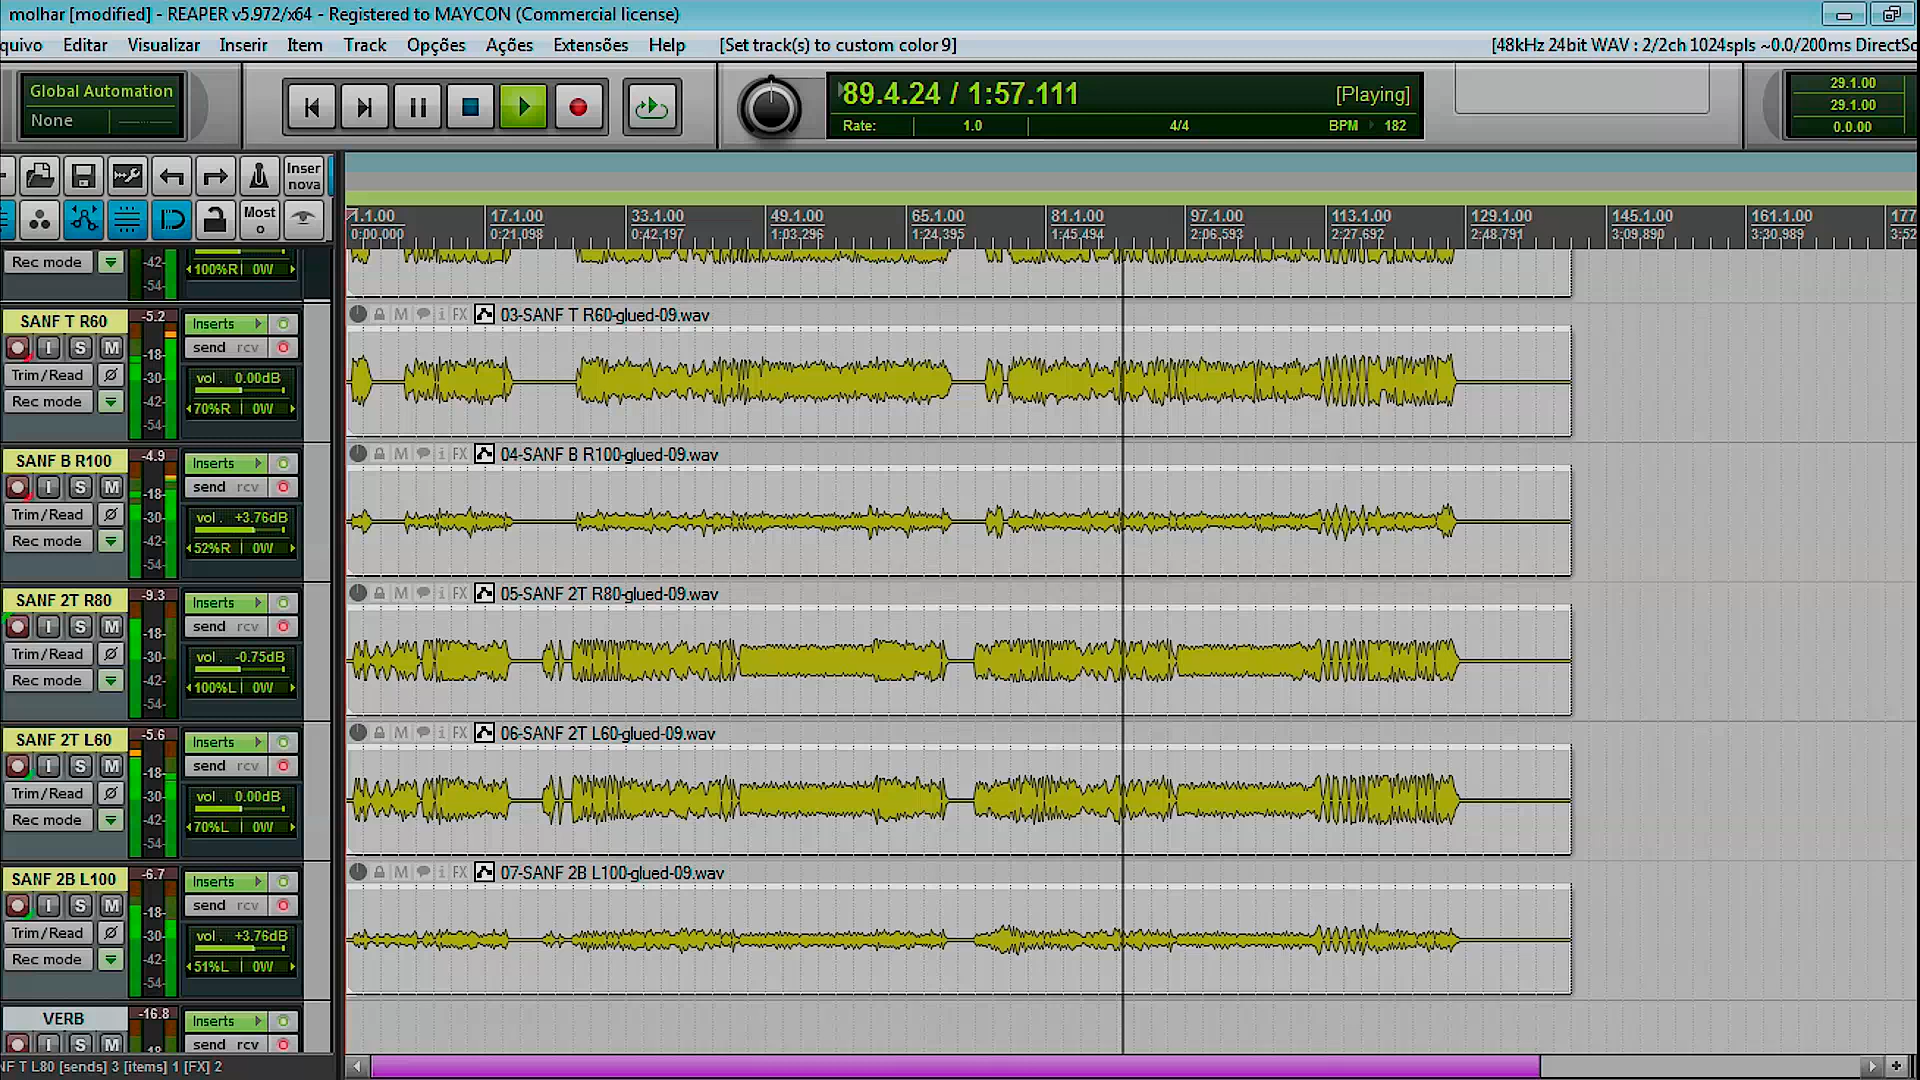 molhar [modified] - REAPER v5.972/x64 - Registered to MAYCON (Commercial license)
quivo Editar Visualizar Inserir Item Track Opções Ações Extensões Help [Set track(s) to custom color 9] [48kHz 24bit WAV : 2/2ch 1024spls ~0.0/200ms DirectSo
Global Automation
None
89.4.24 / 1:57.111 [Playing]
Rate: 1.0 4/4 BPM 182
29.1.00
29.1.00
0.0.00
Inser
nova
Most
o
1.1.00 17.1.00 33.1.00 49.1.00 65.1.00 81.1.00 97.1.00 113.1.00 129.1.00 145.1.00 161.1.00 177
0:00.000 0:21.098 0:42.197 1:03.296 1:24.395 1:45.494 2:06.593 2:27.692 2:48.791 3:09.890 3:30.989 3:52
Rec mode -42- 100%R 0W
-54-
SANF T R60 -5.2 Inserts M i FX 03-SANF T R60-glued-09.wav
I S M -18- send rcv
Trim/Read Ø -30- vol. 0.00dB
Rec mode -42- 70%R 0W
-54-
SANF B R100 -4.9 Inserts M i FX 04-SANF B R100-glued-09.wav
I S M -18- send rcv
Trim/Read Ø -30- vol. +3.76dB
Rec mode -42- 52%R 0W
-54-
SANF 2T R80 -9.3 Inserts M i FX 05-SANF 2T R80-glued-09.wav
I S M -18- send rcv
Trim/Read Ø -30- vol. -0.75dB
Rec mode -42- 100%L 0W
-54-
SANF 2T L60 -5.6 Inserts M i FX 06-SANF 2T L60-glued-09.wav
I S M -18- send rcv
Trim/Read Ø -30- vol. 0.00dB
Rec mode -42- 70%L 0W
-54-
SANF 2B L100 -6.7 Inserts M i FX 07-SANF 2B L100-glued-09.wav
I S M -18- send rcv
Trim/Read Ø -30- vol. +3.76dB
Rec mode -42- 51%L 0W
-54-
VERB -16.8 Inserts
I S M -18 send rcv
NF T L80 [sends] 3 [items] 1 [FX] 2